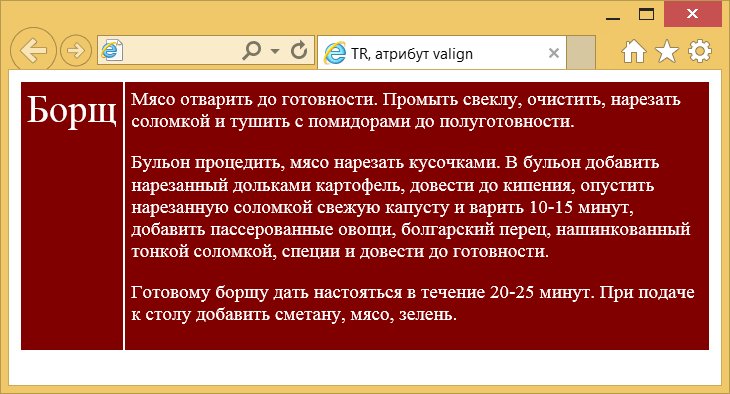 TR, атрибут valign
Борщ
Мясо отварить до готовности. Промыть свеклу, очистить, нарезать
соломкой и тушить с помидорами до полуготовности.
Бульон процедить, мясо нарезать кусочками. В бульон добавить
нарезанный дольками картофель, довести до кипения, опустить
нарезанную соломкой свежую капусту и варить 10-15 минут,
добавить пассерованные овощи, болгарский перец, нашинкованный
тонкой соломкой, специи и довести до готовности.
Готовому борщу дать настояться в течение 20-25 минут. При подаче
к столу добавить сметану, мясо, зелень.